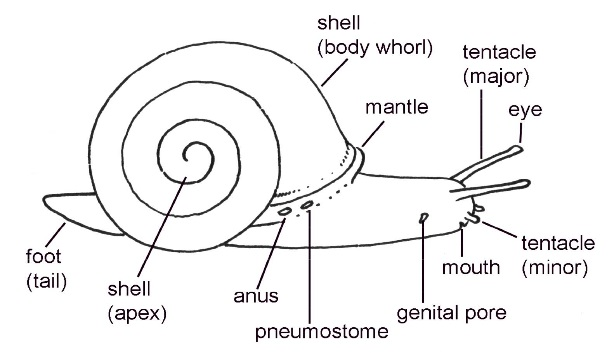 shell
(body whorl)
tentacle
(major)
mantle
eye
foot
(tail)
shell
(apex)
anus
pneumostome
genital pore
mouth
tentacle
(minor)